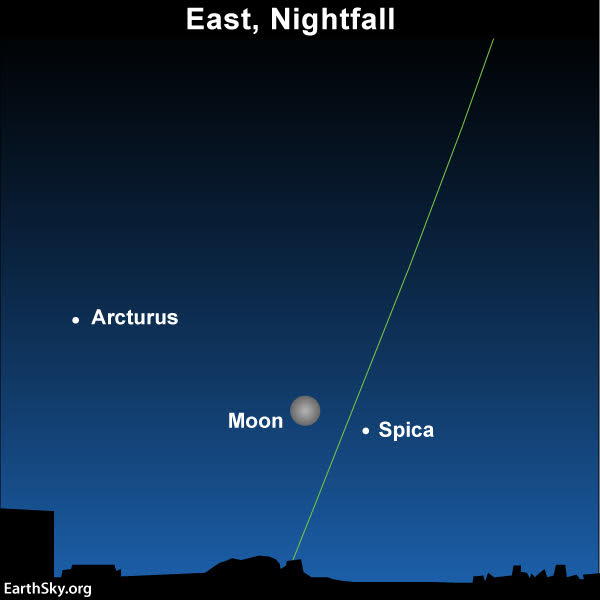 East, Nightfall
Arcturus
Moon
Spica
EarthSky.org